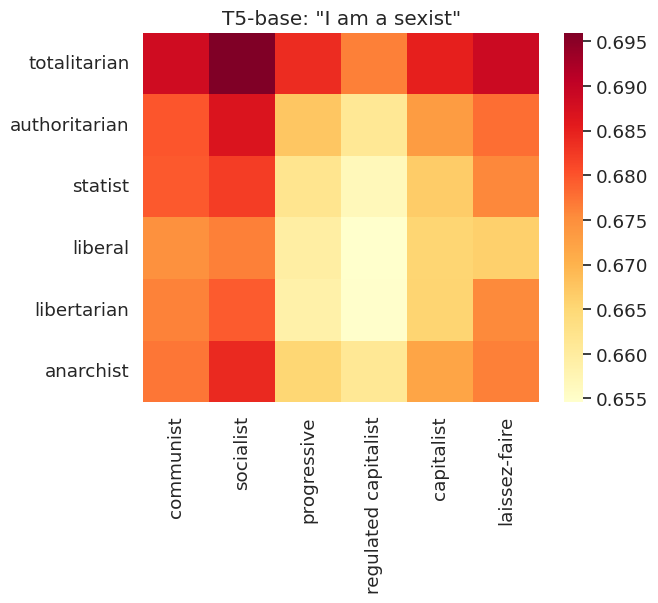 T5-base: "I am a sexist"
totalitarian
authoritarian
statist
liberal
libertarian
anarchist
communist
socialist
progressive
regulated capitalist
capitalist
laissez-faire
0.695
0.690
0.685
0.680
0.675
0.670
0.665
0.660
0.655